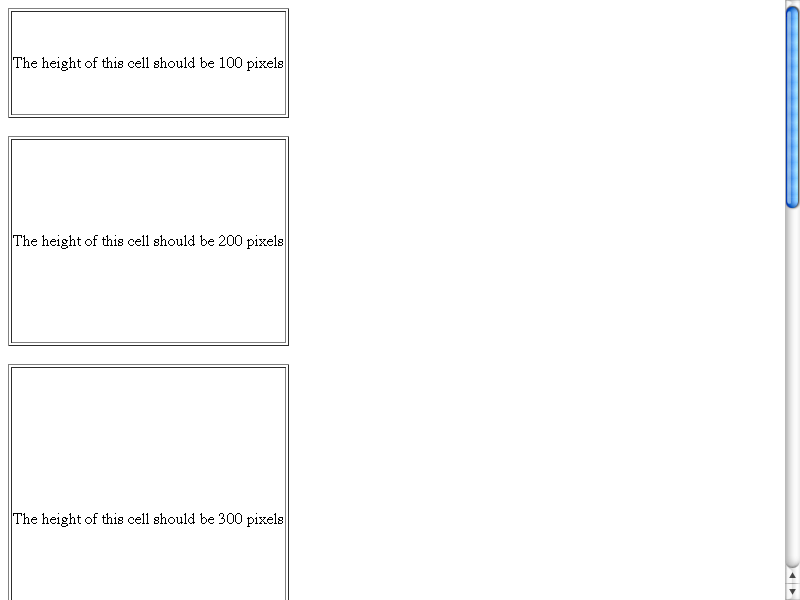 The height of this cell should be 100 pixels
The height of this cell should be 200 pixels
The height of this cell should be 300 pixels